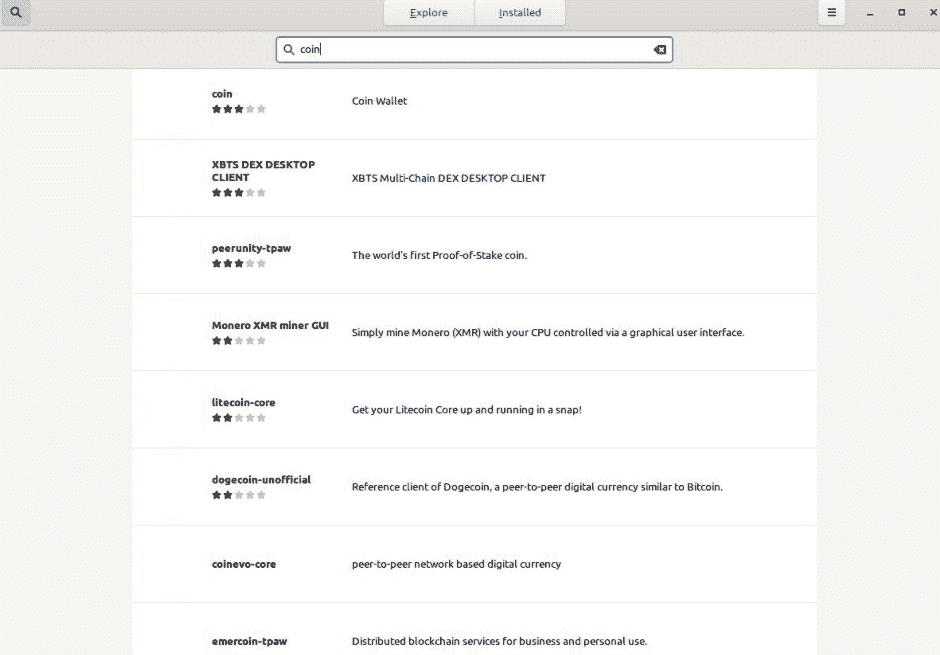 Explore
Installed
coin
coin
Coin Wallet
XBTS DEX DESKTOP
CLIENT
XBTS Multi-Chain DEX DESKTOP CLIENT
peerunity-tpaw
The world's first Proof-of-Stake coin.
Monero XMR miner GUI
Simply mine Monero (XMR) with your CPU controlled via a graphical user interface.
litecoin-core
Get your Litecoin Core up and running in a snap!
dogecoin-unofficial
Reference client of Dogecoin, a peer-to-peer digital currency similar to Bitcoin.
coinevo-core
peer-to-peer network based digital currency
emercoin-tpaw
Distributed blockchain services for business and personal use.